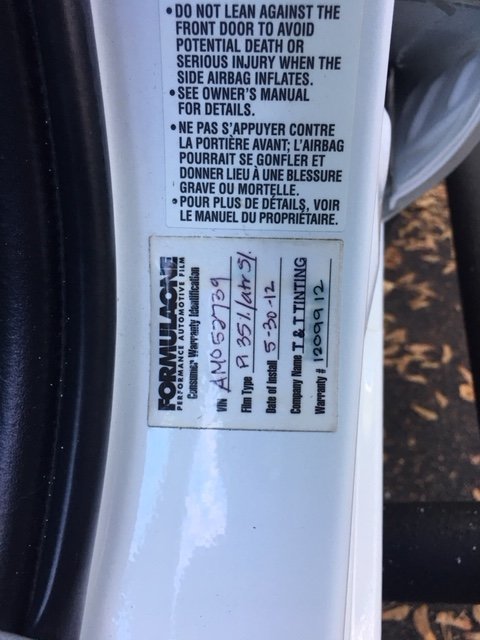 • DO NOT LEAN AGAINST THE
FRONT DOOR TO AVOID
POTENTIAL DEATH OR
SERIOUS INJURY WHEN THE
SIDE AIRBAG INFLATES.
• SEE OWNER'S MANUAL
FOR DETAILS.
• NE PAS S'APPUYER CONTRE
LA PORTIÈRE AVANT; L'AIRBAG
POURRAIT SE GONFLER ET
DONNER LIEU À UNE BLESSURE
GRAVE OU MORTELLE.
• POUR PLUS DE DÉTAILS, VOIR
LE MANUEL DU PROPRIÉTAIRE.
FORMULAONE
PERFORMANCE AUTOMOTIVE FILM
Consumer Warranty Identification
VIN AM052739
Film Type 35%
Date of Install 5-30-12
Company Name T & T TINTING
Warranty # 1209912